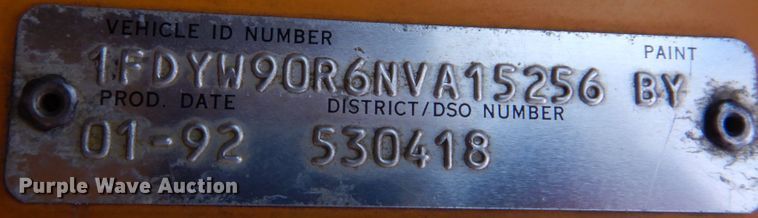 VEHICLE ID NUMBER
PAINT
1FDYW90R6NVA15256 BY
PROD. DATE DISTRICT/DSO NUMBER
01-92 530418
Purple Wave Auction